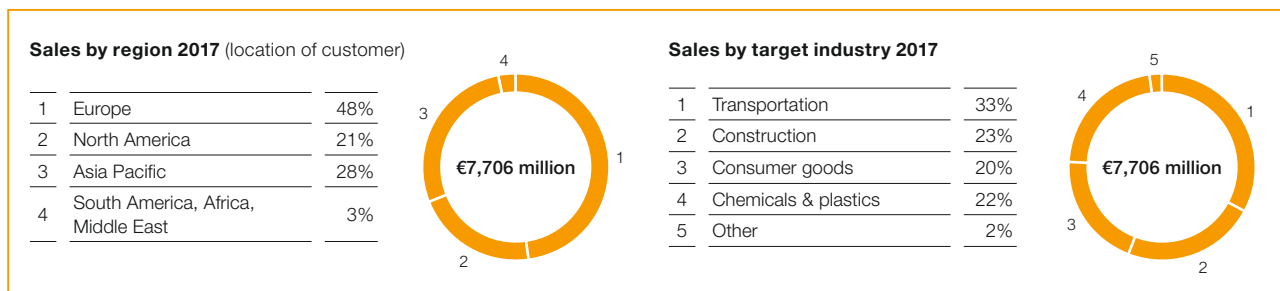 Sales by region 2017 (location of customer)
1 Europe 48%
2 North America 21%
3 Asia Pacific 28%
4 South America, Africa,
Middle East 3%
4
3
€7,706 million
1
2
Sales by target industry 2017
1 Transportation 33%
2 Construction 23%
3 Consumer goods 20%
4 Chemicals & plastics 22%
5 Other 2%
5
4
1
€7,706 million
3
2